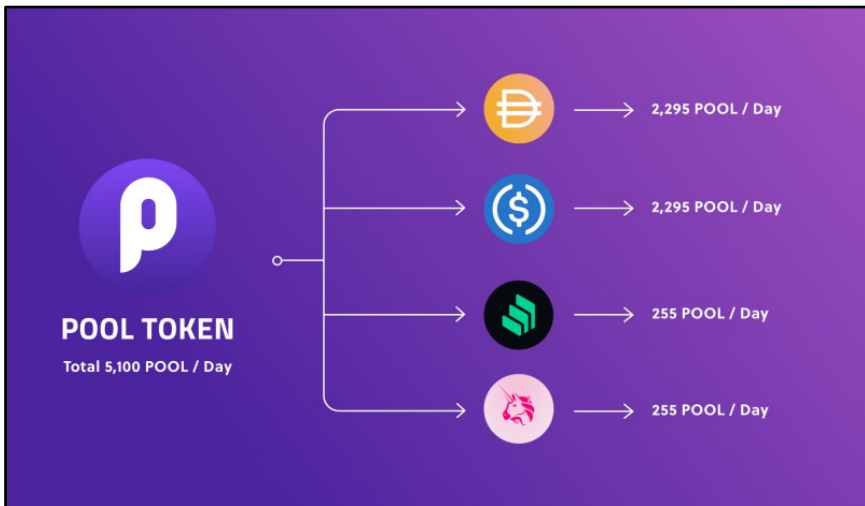 POOL TOKEN
Total 5,100 POOL / Day
2,295 POOL / Day
2,295 POOL / Day
255 POOL / Day
255 POOL / Day